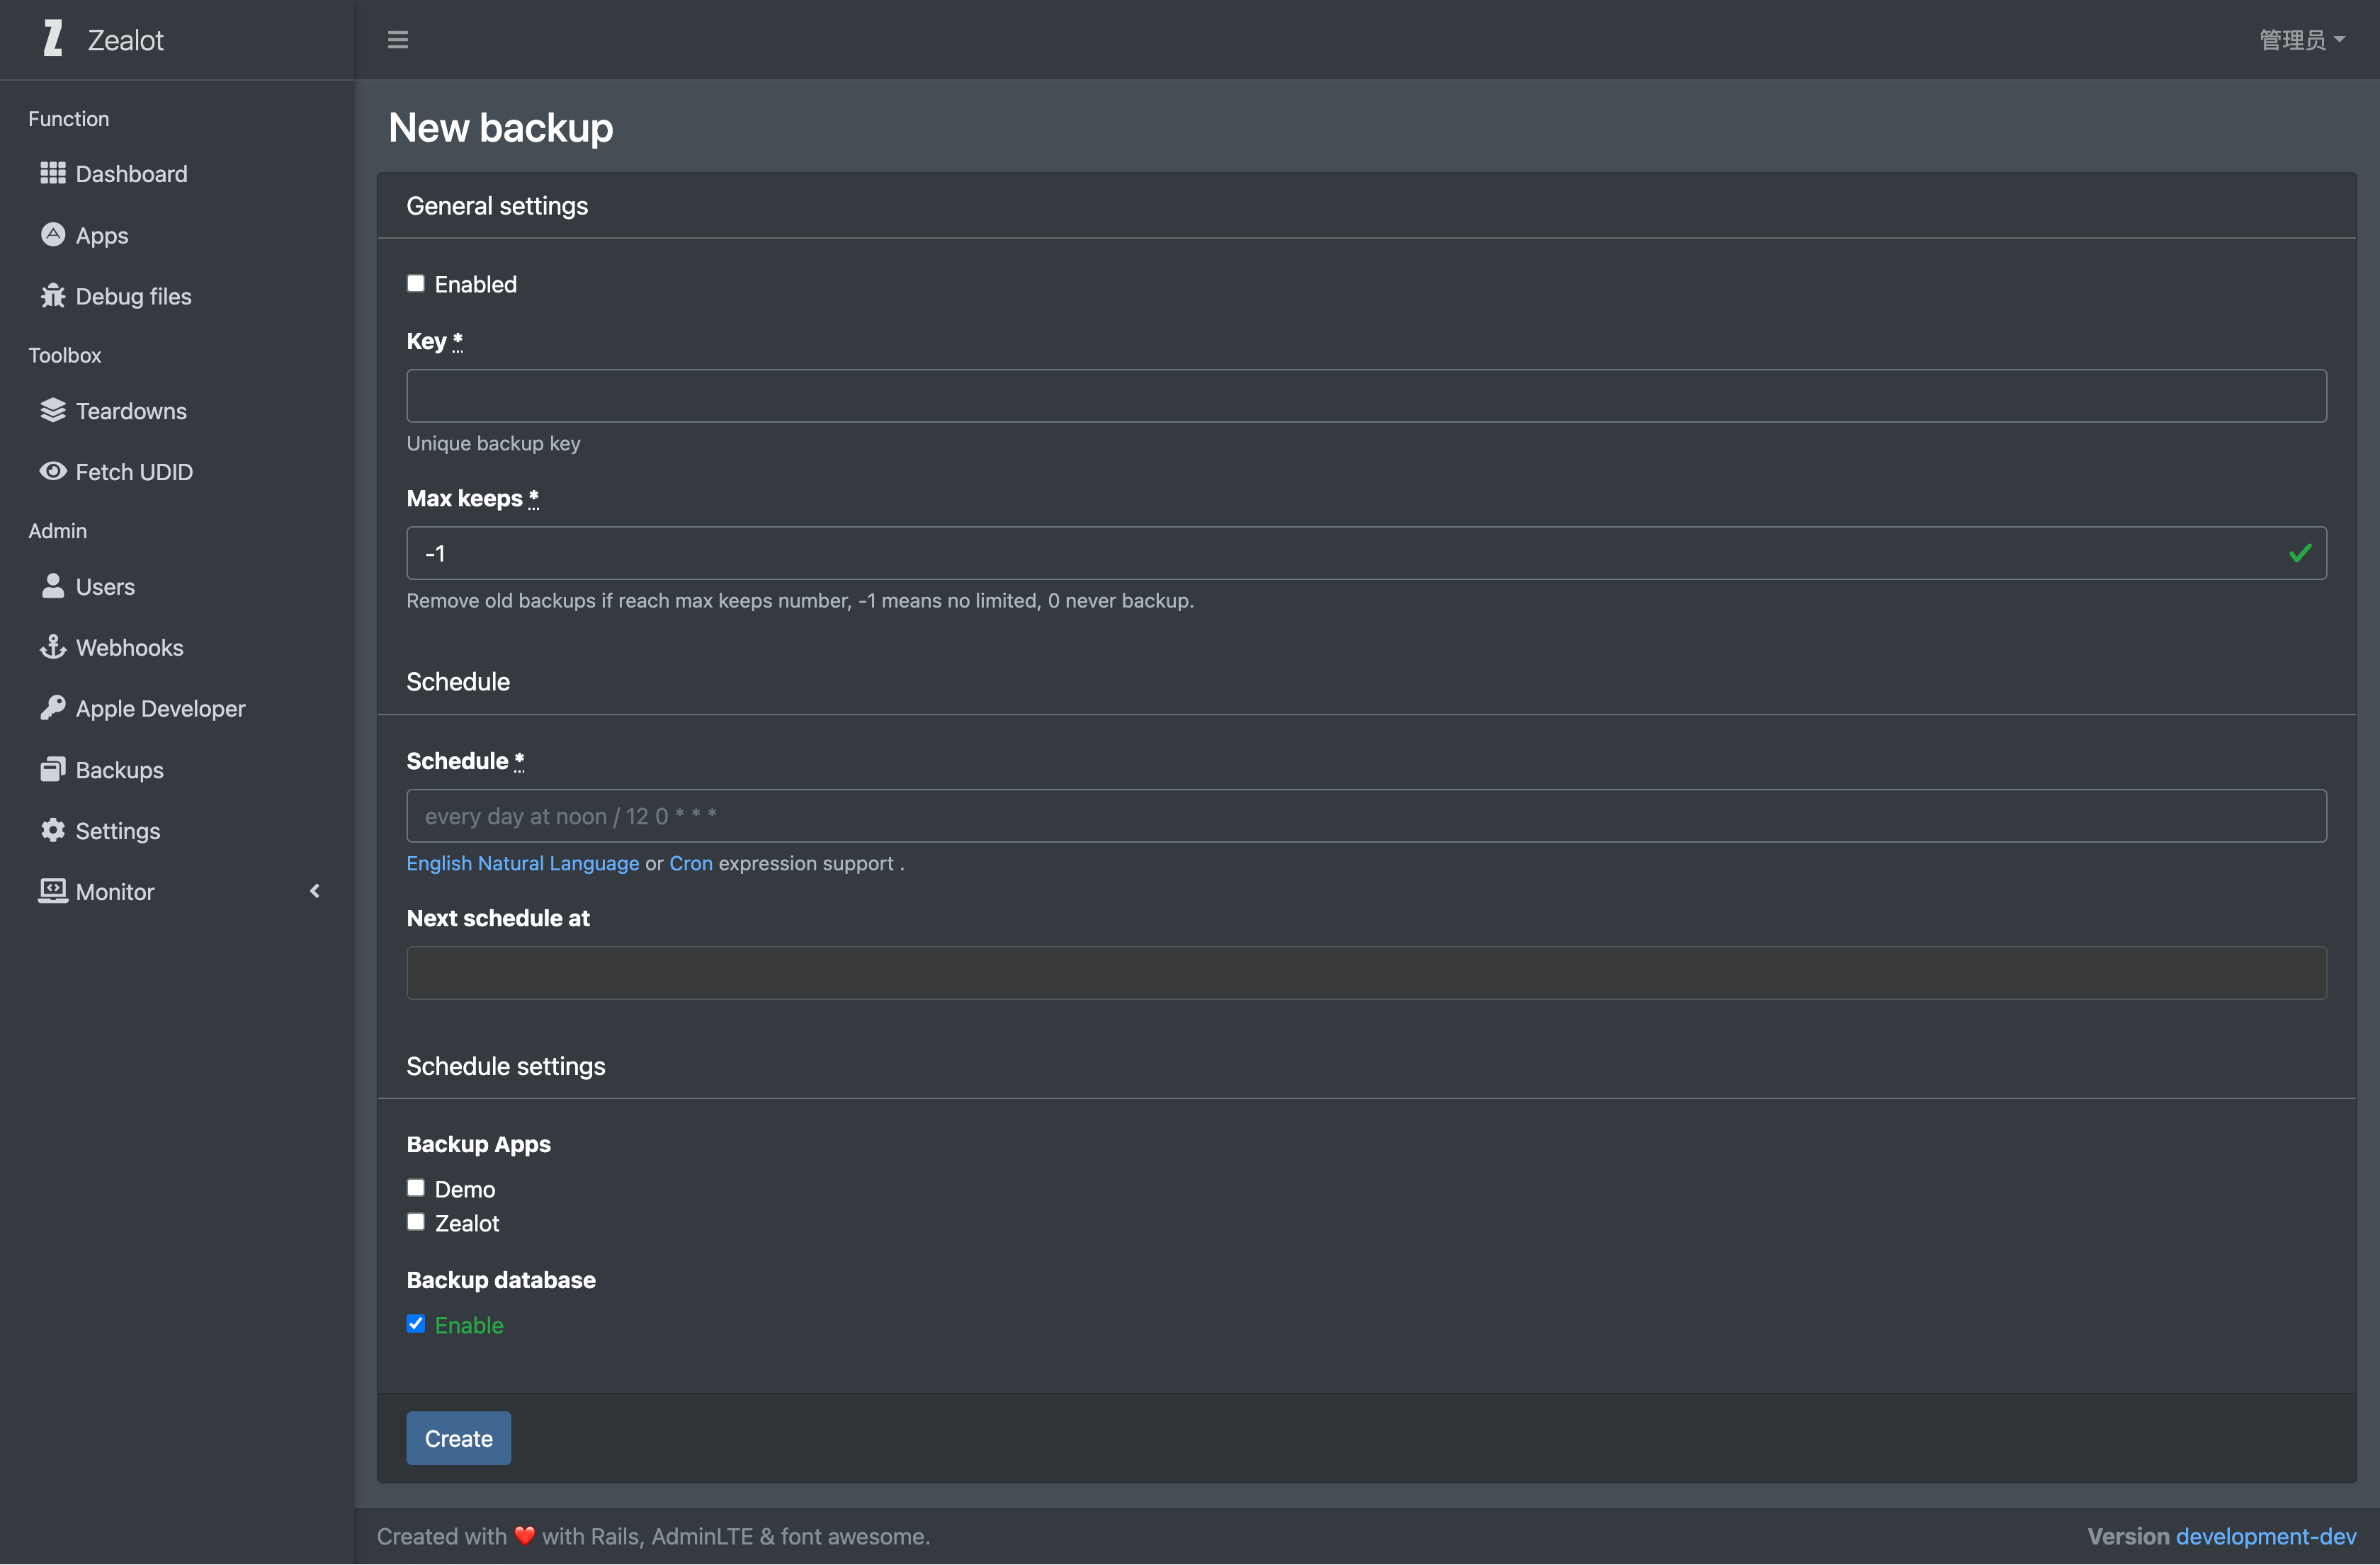 Zealot
管理员
Function
Dashboard
Apps
Debug files
Toolbox
Teardowns
Fetch UDID
Admin
Users
Webhooks
Apple Developer
Backups
Settings
Monitor
New backup
General settings
Enabled
Key *
Unique backup key
Max keeps *
-1
Remove old backups if reach max keeps number, -1 means no limited, 0 never backup.
Schedule
Schedule *
every day at noon / 12 0 * * *
English Natural Language or Cron expression support .
Next schedule at
Schedule settings
Backup Apps
Demo
Zealot
Backup database
Enable
Create
Created with ❤️ with Rails, AdminLTE & font awesome.
Version development-dev